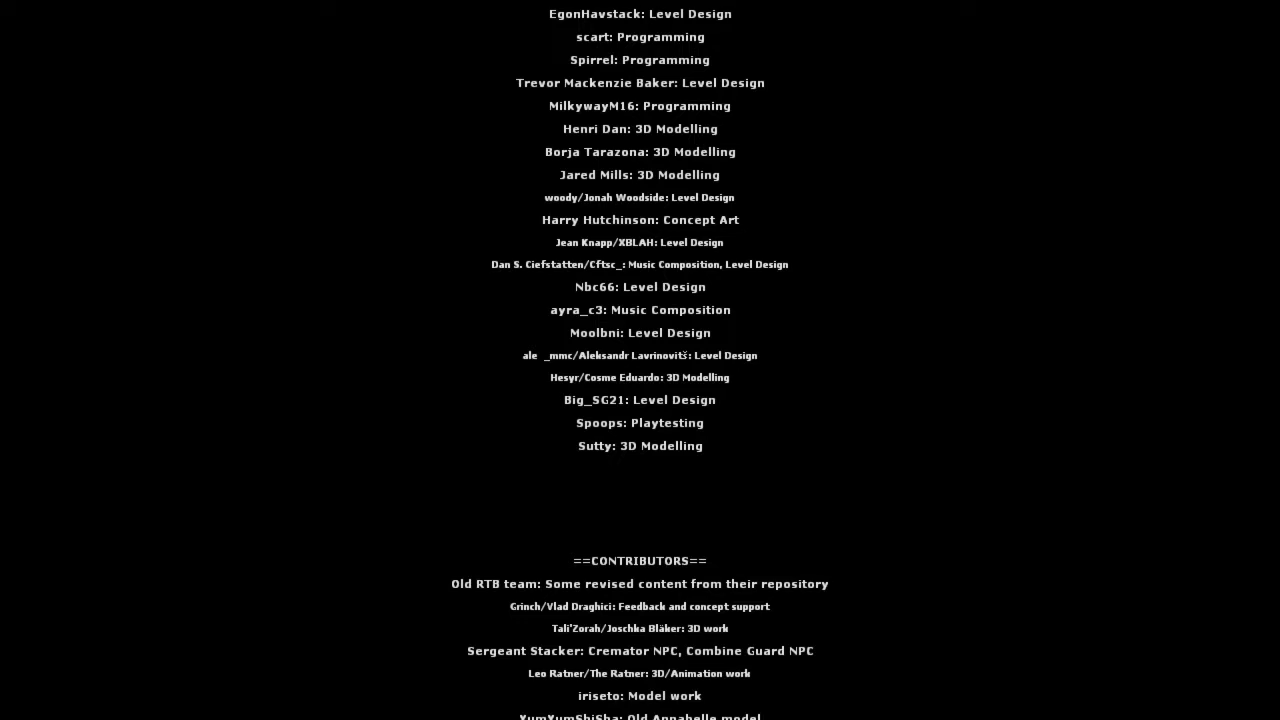 EgonHavstack: Level Design
scart: Programming
Spirrel: Programming
Trevor Mackenzie Baker: Level Design
MilkywayM16: Programming
Henri Dan: 3D Modelling
Borja Tarazona: 3D Modelling
Jared Mills: 3D Modelling
woody/Jonah Woodside: Level Design
Harry Hutchinson: Concept Art
Jean Knapp/XBLAH: Level Design
Dan S. Ciefstatten/Cftsc_: Music Composition, Level Design
Nbc66: Level Design
ayra_c3: Music Composition
Moolbni: Level Design
ale _mmc/Aleksandr Lavrinovitš: Level Design
Hesyr/Cosme Eduardo: 3D Modelling
Big_SG21: Level Design
Spoops: Playtesting
Sutty: 3D Modelling
==CONTRIBUTORS==
Old RTB team: Some revised content from their repository
Grinch/Vlad Draghici: Feedback and concept support
Tali'Zorah/Joschka Bläker: 3D work
Sergeant Stacker: Cremator NPC, Combine Guard NPC
Leo Ratner/The Ratner: 3D/Animation work
iriseto: Model work
YumYumShiSha: Old Annabelle model